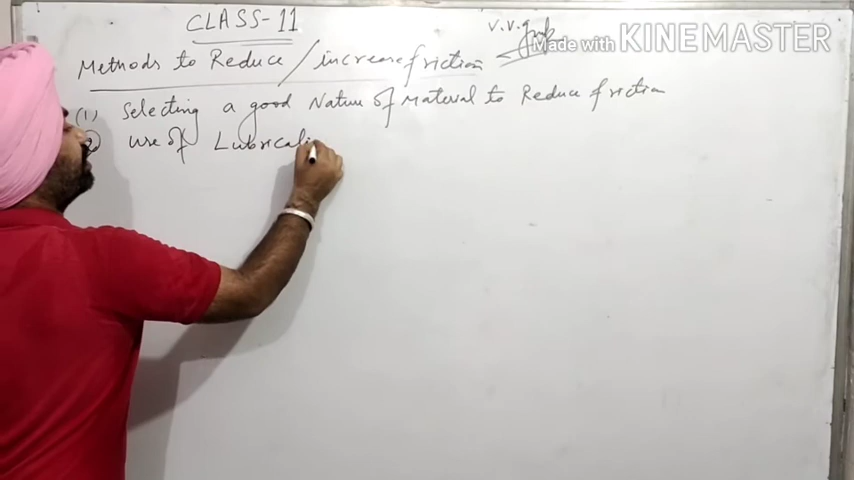 CLASS-11
v.v.
Made with KINEMASTER
Methods to Reduce/increase friction
(1) Selecting a good Nature of Material to Reduce friction
2 use of Lubricati